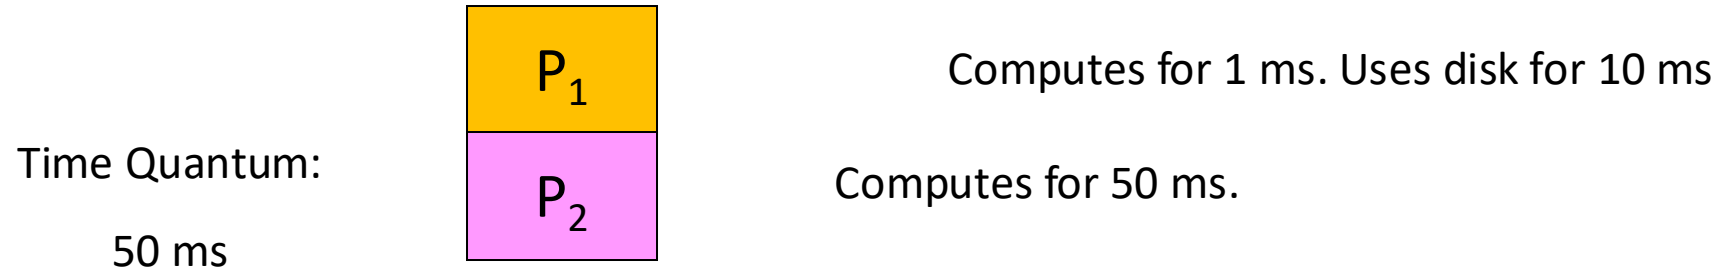 P₁
Computes for 1 ms. Uses disk for 10 ms
Time Quantum:
50 ms
P₂
Computes for 50 ms.